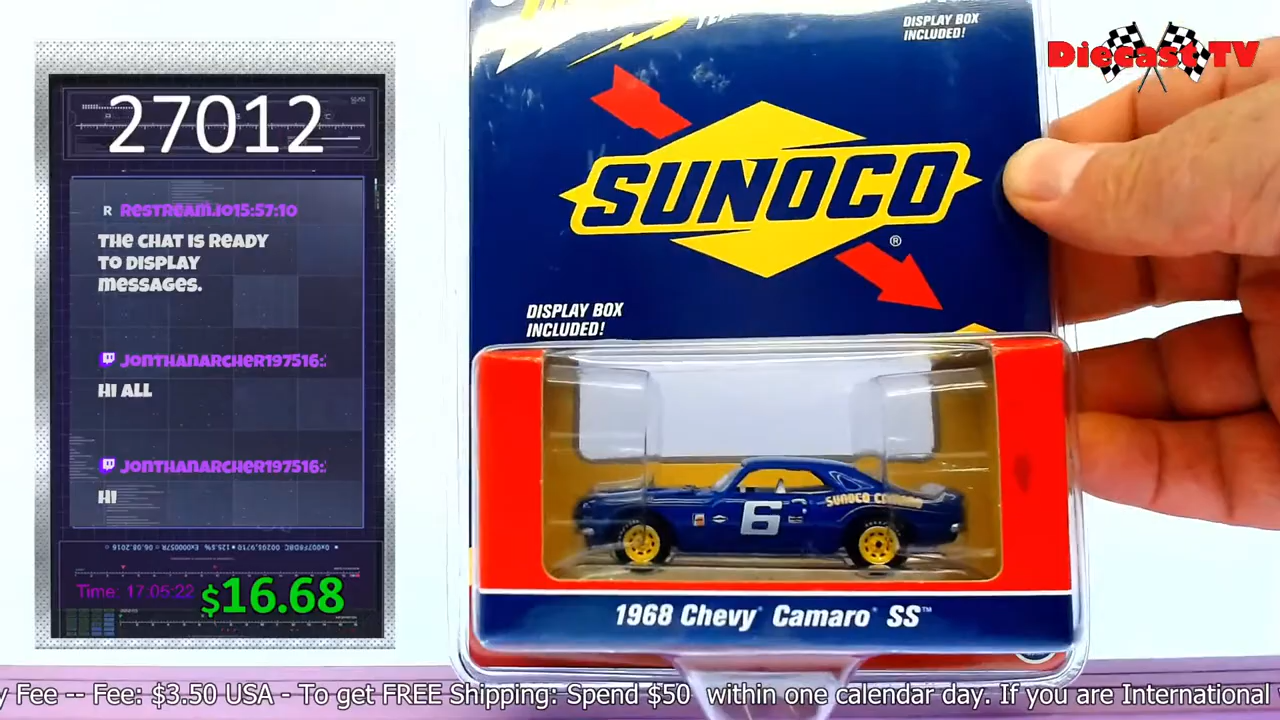 27012
R Restream.io15:57:10
THE CHAT IS READY
TO DISPLAY
MESSAGES.
JONTHANARCHER197516:
HI ALL
JONTHANARCHER197516:
HI
Time: 17:05:22
$16.68
DISPLAY BOX
INCLUDED!
Diecast TV
SUNOCO
®
DISPLAY BOX
INCLUDED!
SUNOCO CAMARO
6
1968 Chevy® Camaro® SS™
y Fee -- Fee: $3.50 USA - To get FREE Shipping: Spend $50 within one calendar day. If you are International